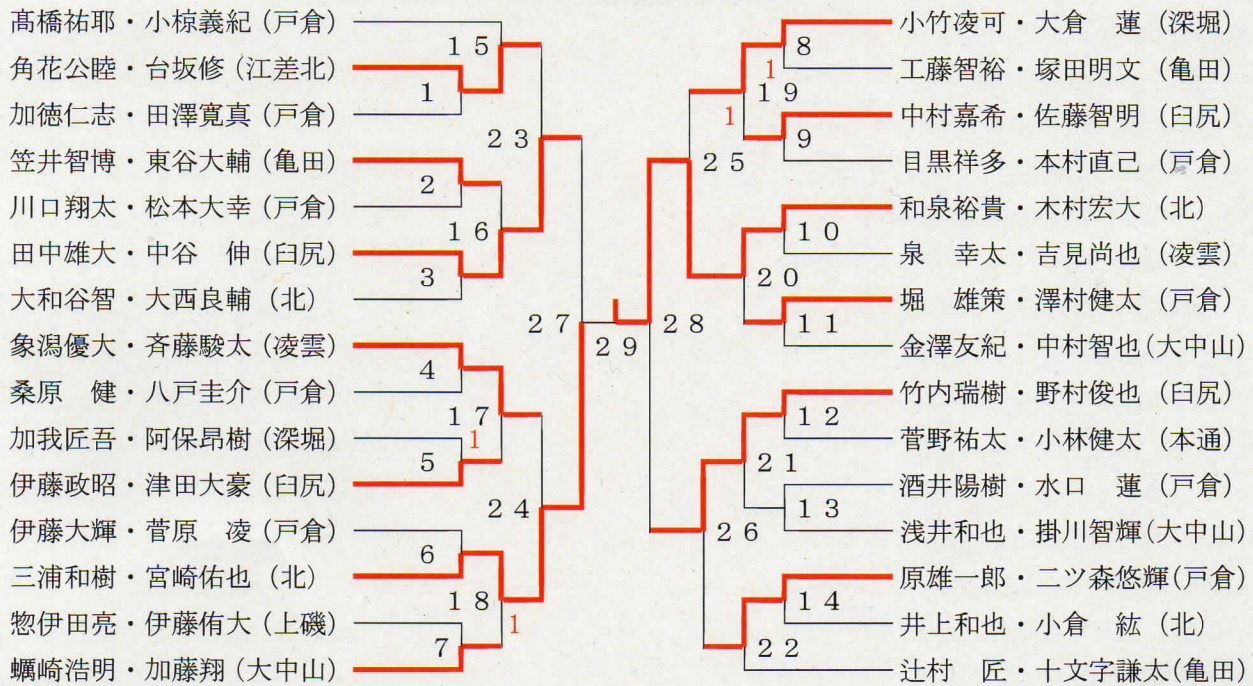 髙橋祐耶・小椋義紀 (戸倉)
角花公睦・台坂修 (江差北)
加徳仁志・田澤寛真 (戸倉)
笠井智博・東谷大輔 (亀田)
川口翔太・松本大幸 (戸倉)
田中雄大・中谷　伸 (臼尻)
大和谷智・大西良輔 (北)
象潟優大・斉藤駿太 (凌雲)
桑原　健・八戸圭介 (戸倉)
加我匠吾・阿保昂樹 (深堀)
伊藤政昭・津田大豪 (臼尻)
伊藤大輝・菅原　凌 (戸倉)
三浦和樹・宮崎佑也 (北)
惣伊田亮・伊藤侑大 (上磯)
蠣崎浩明・加藤翔 (大中山)
15
1
23
2
16
3
27
4
17
1
5
24
6
18
1
7
29
28
8
1
19
1
9
25
10
20
11
12
21
13
26
14
22
小竹凌可・大倉　蓮 (深堀)
工藤智裕・塚田明文 (亀田)
中村嘉希・佐藤智明 (臼尻)
目黒祥多・本村直己 (戸倉)
和泉裕貴・木村宏大 (北)
泉　幸太・吉見尚也 (凌雲)
堀　雄策・澤村健太 (戸倉)
金澤友紀・中村智也 (大中山)
竹内瑞樹・野村俊也 (臼尻)
菅野祐太・小林健太 (本通)
酒井陽樹・水口　蓮 (戸倉)
浅井和也・掛川智輝 (大中山)
原雄一郎・二ツ森悠輝 (戸倉)
井上和也・小倉　紘 (北)
辻村　匠・十文字謙太 (亀田)